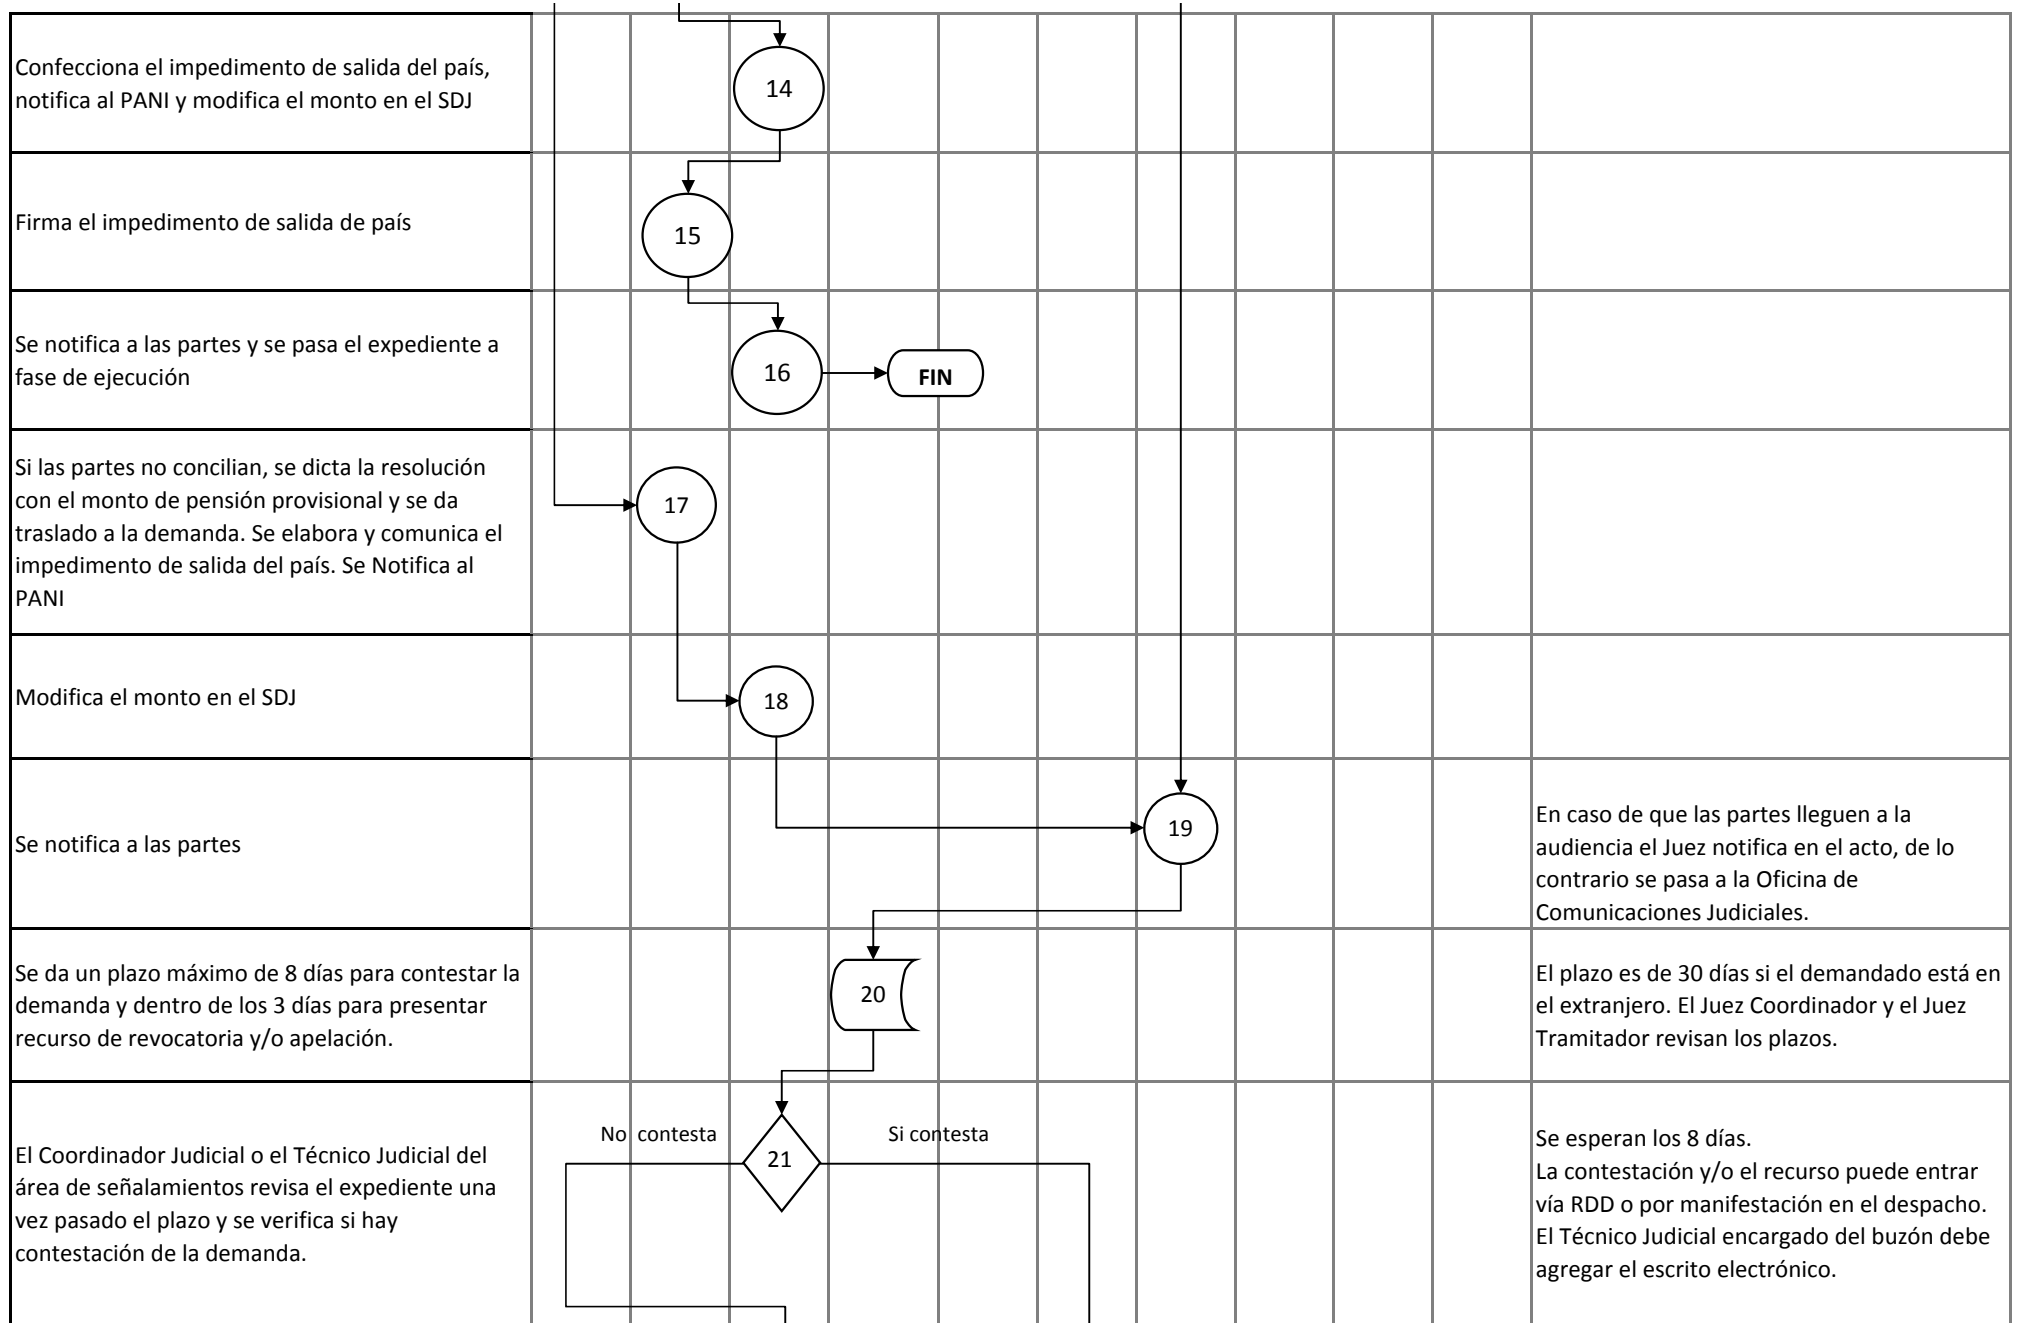 Confecciona el impedimento de salida del país,
notifica al PANI y modifica el monto en el SDJ
14
Firma el impedimento de salida de país
15
Se notifica a las partes y se pasa el expediente a
fase de ejecución
16
FIN
Si las partes no concilian, se dicta la resolución
con el monto de pensión provisional y se da
traslado a la demanda. Se elabora y comunica el
impedimento de salida del país. Se Notifica al
PANI
17
Modifica el monto en el SDJ
18
Se notifica a las partes
19
En caso de que las partes lleguen a la
audiencia el Juez notifica en el acto, de lo
contrario se pasa a la Oficina de
Comunicaciones Judiciales.
Se da un plazo máximo de 8 días para contestar la
demanda y dentro de los 3 días para presentar
recurso de revocatoria y/o apelación.
20
El plazo es de 30 días si el demandado está en
el extranjero. El Juez Coordinador y el Juez
Tramitador revisan los plazos.
El Coordinador Judicial o el Técnico Judicial del
área de señalamientos revisa el expediente una
vez pasado el plazo y se verifica si hay
contestación de la demanda.
No contesta
21
Si contesta
Se esperan los 8 días.
La contestación y/o el recurso puede entrar
vía RDD o por manifestación en el despacho.
El Técnico Judicial encargado del buzón debe
agregar el escrito electrónico.